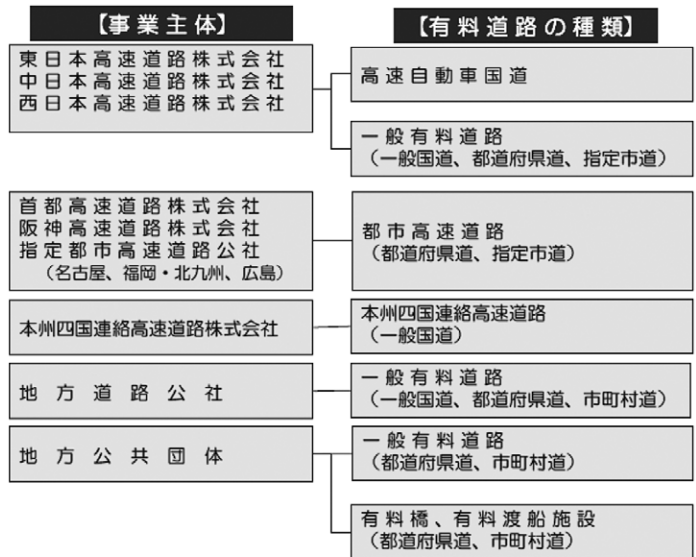 【事業主体】
【有料道路の種類】
東日本高速道路株式会社
中日本高速道路株式会社
西日本高速道路株式会社
高速自動車国道
一般有料道路
（一般国道、都道府県道、指定市道）
首都高速道路株式会社
阪神高速道路株式会社
指定都市高速道路公社
（名古屋、福岡・北九州、広島）
都市高速道路
（都道府県道、指定市道）
本州四国連絡高速道路株式会社
本州四国連絡高速道路
（一般国道）
地方道路公社
一般有料道路
（一般国道、都道府県道、市町村道）
地方公共団体
一般有料道路
（都道府県道、市町村道）
有料橋、有料渡船施設
（都道府県道、市町村道）